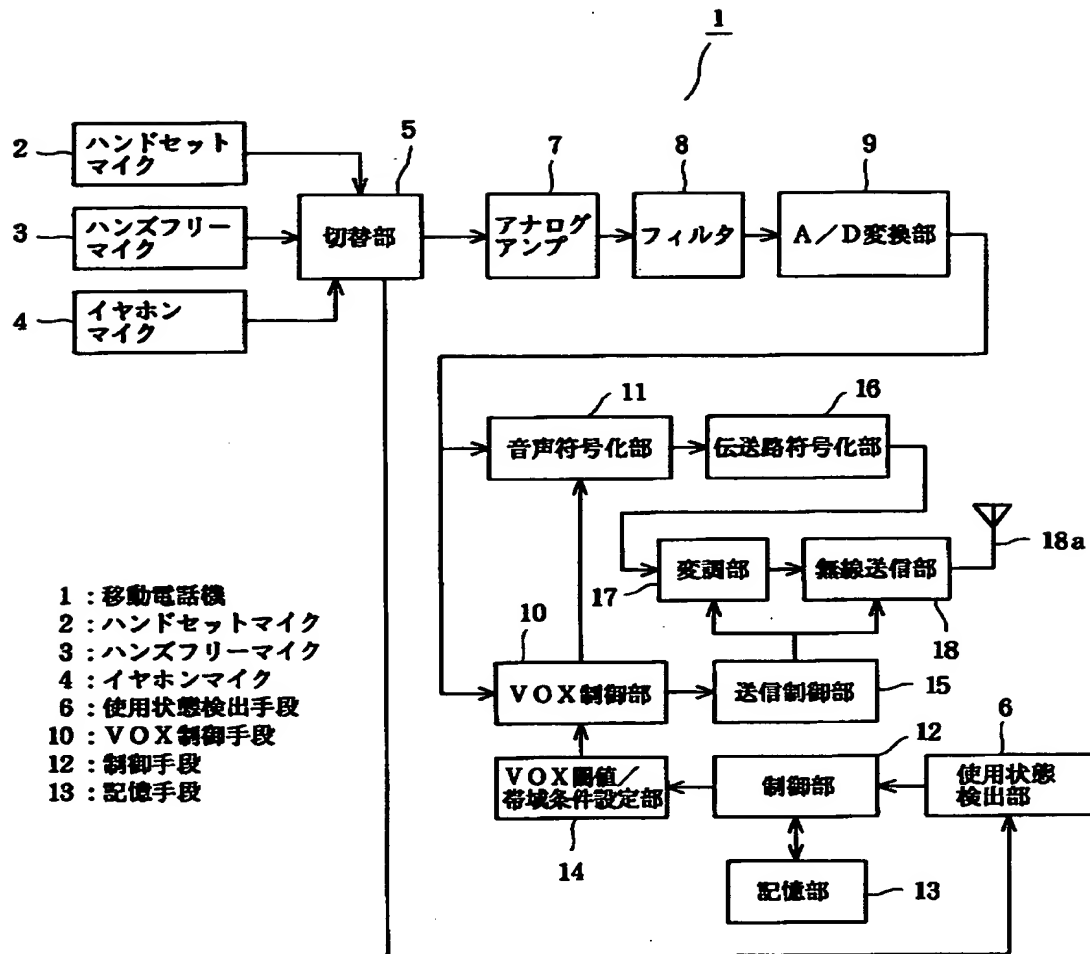 1
2
ハンドセット
マイク
3
ハンズフリー
マイク
4
イヤホン
マイク
5
切替部
7
アナログ
アンプ
8
フィルタ
9
A/D変換部
11
音声符号化部
16
伝送路符号化部
17
変調部
無線送信部
18
18a
10
VOX制御部
送信制御部
15
VOX閾値/
帯域条件設定部
14
12
制御部
6
使用状態
検出部
記憶部
13
1:移動電話機
2:ハンドセットマイク
3:ハンズフリーマイク
4:イヤホンマイク
6:使用状態検出手段
10:VOX制御手段
12:制御手段
13:記憶手段